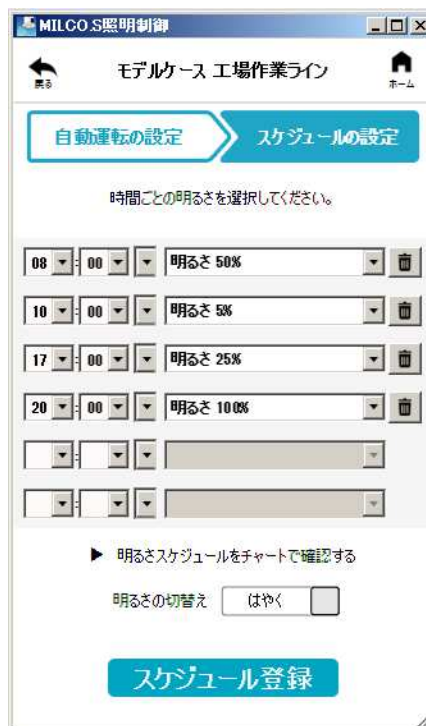 MILCO.S照明制御
戻る
モデルケース 工場作業ライン
ホーム
自動運転の設定 スケジュールの設定
時間ごとの明るさを選択してください。
08 : 00 明るさ 50%
10 : 00 明るさ 5%
17 : 00 明るさ 25%
20 : 00 明るさ 100%
:
:
▶ 明るさスケジュールをチャートで確認する
明るさの切替え はやく
スケジュール登録